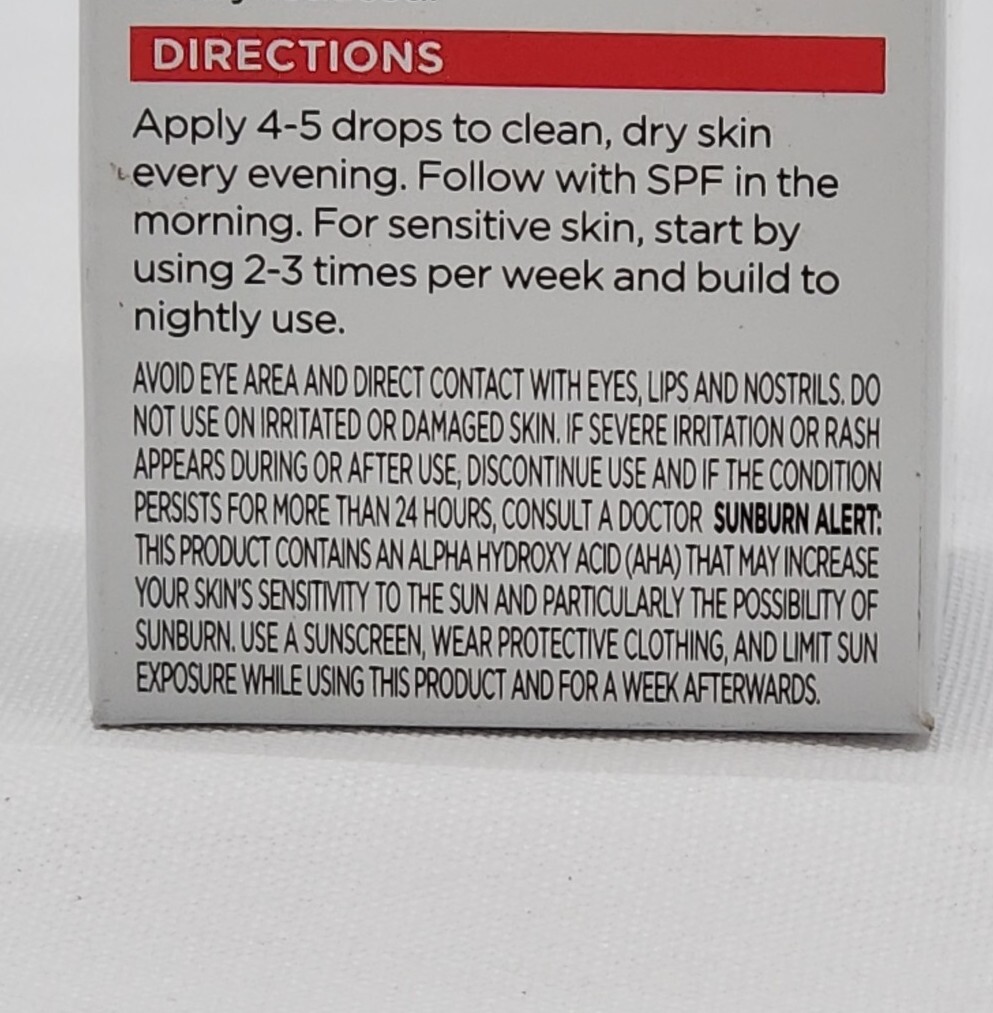 DIRECTIONS
Apply 4-5 drops to clean, dry skin
every evening. Follow with SPF in the
morning. For sensitive skin, start by
using 2-3 times per week and build to
nightly use.
AVOID EYE AREA AND DIRECT CONTACT WITH EYES, LIPS AND NOSTRILS. DO
NOT USE ON IRRITATED OR DAMAGED SKIN. IF SEVERE IRRITATION OR RASH
APPEARS DURING OR AFTER USE, DISCONTINUE USE AND IF THE CONDITION
PERSISTS FOR MORE THAN 24 HOURS, CONSULT A DOCTOR SUNBURN ALERT:
THIS PRODUCT CONTAINS AN ALPHA HYDROXY ACID (AHA) THAT MAY INCREASE
YOUR SKIN'S SENSITIVITY TO THE SUN AND PARTICULARLY THE POSSIBILITY OF
SUNBURN. USE A SUNSCREEN, WEAR PROTECTIVE CLOTHING, AND LIMIT SUN
EXPOSURE WHILE USING THIS PRODUCT AND FOR A WEEK AFTERWARDS.